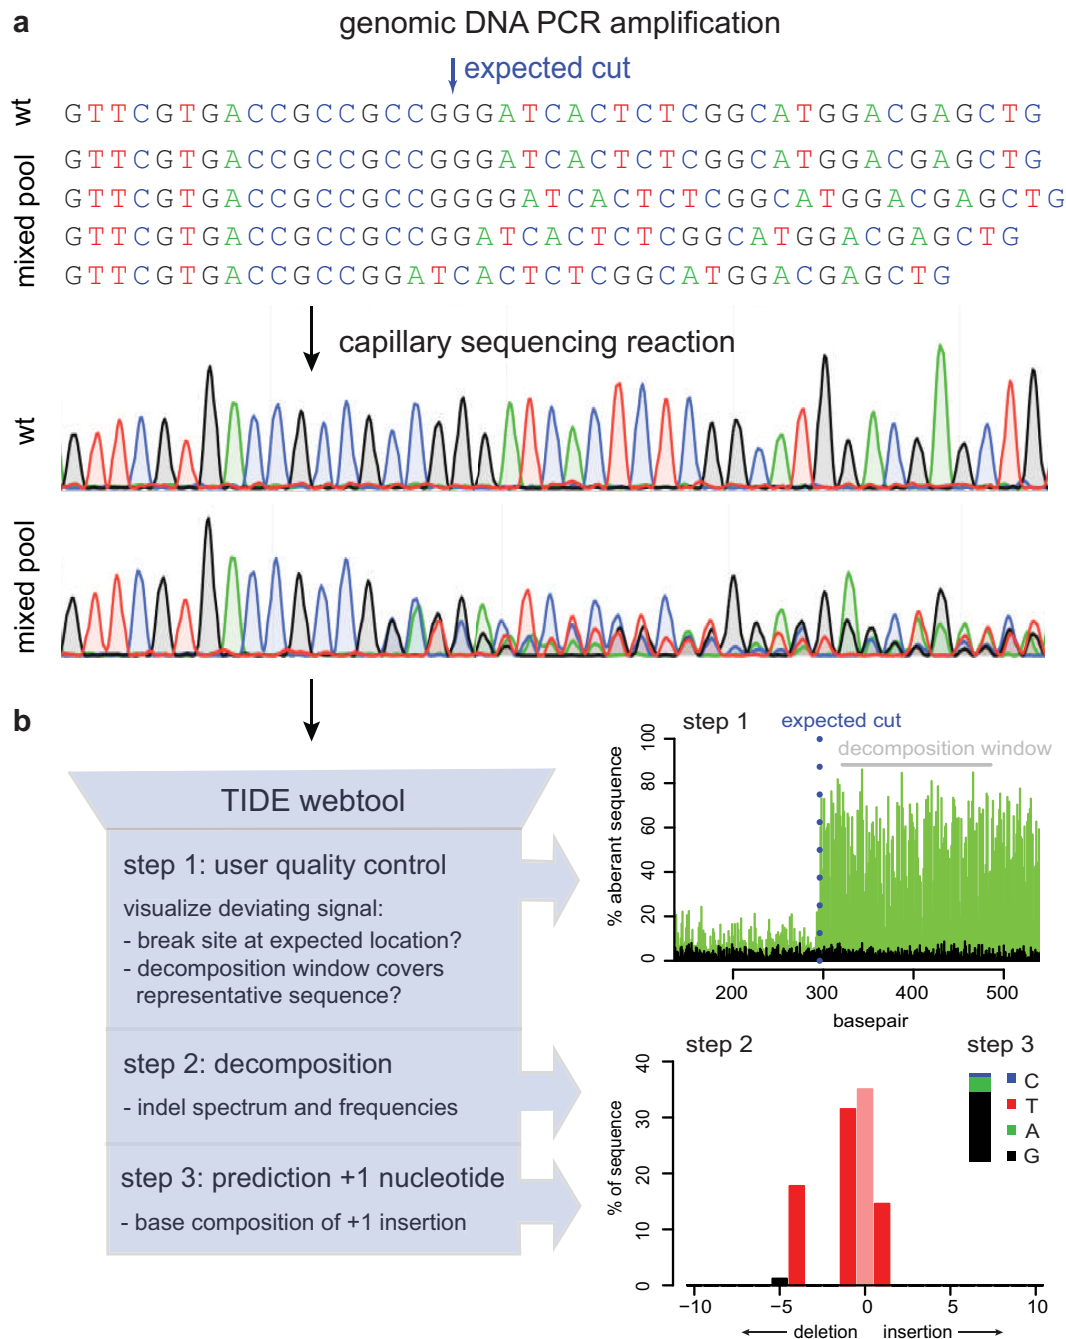 a
genomic DNA PCR amplification
expected cut
wt
GTTCGTGACCGCCGCCGGGATCACTCTCGGCATGGACGAGCTG
mixed pool
GTTCGTGACCGCCGCCGGGATCACTCTCGGCATGGACGAGCTG
GTTCGTGACCGCCGCCGGGGATCACTCTCGGCATGGACGAGCTG
GTTCGTGACCGCCGCCGGATCACTCTCGGCATGGACGAGCTG
GTTCGTGACCGCCGGATCACTCTCGGCATGGACGAGCTG
capillary sequencing reaction
wt
mixed pool
b
TIDE webtool
step 1: user quality control
visualize deviating signal:
- break site at expected location?
- decomposition window covers
representative sequence?
step 2: decomposition
- indel spectrum and frequencies
step 3: prediction +1 nucleotide
- base composition of +1 insertion
step 1
expected cut
decomposition window
% aberrant sequence
100
80
60
40
20
0
200 300 400 500
basepair
step 2
% of sequence
40
30
20
10
0
−10 −5 0 5 10
deletion insertion
step 3
C
T
A
G